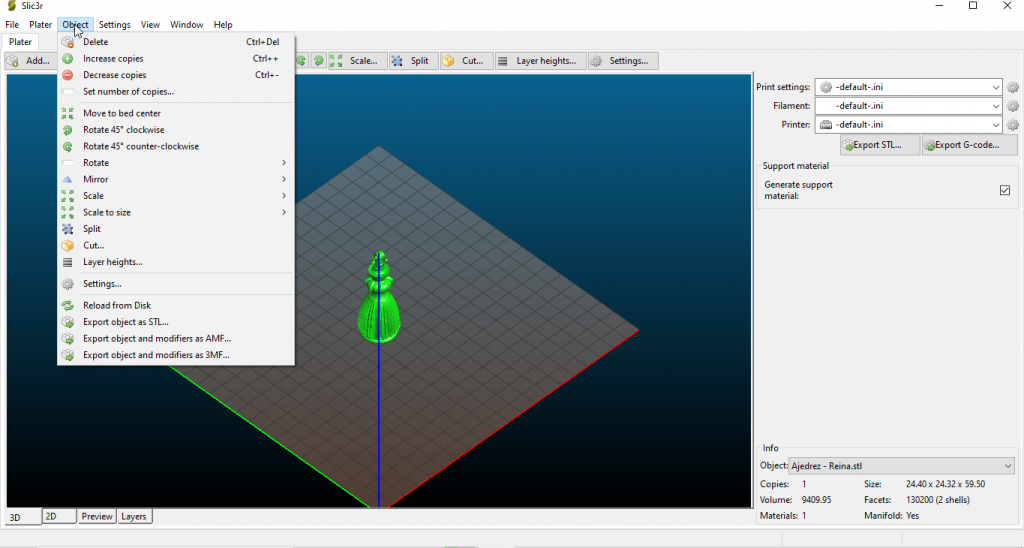 Slic3r
File Plater Object Settings View Window Help
Plater
Add... Scale... Split Cut... Layer heights... Settings...
Delete Ctrl+Del
Increase copies Ctrl++
Decrease copies Ctrl+-
Set number of copies...
Move to bed center
Rotate 45° clockwise
Rotate 45° counter-clockwise
Rotate
Mirror
Scale
Scale to size
Split
Cut...
Layer heights...
Settings...
Reload from Disk
Export object as STL...
Export object and modifiers as AMF...
Export object and modifiers as 3MF...
Print settings: -default-.ini
Filament: -default-.ini
Printer: -default-.ini
Export STL... Export G-code...
Support material
Generate support
material:
Info
Object: Ajedrez - Reina.stl
Copies: 1 Size: 24.40 x 24.32 x 59.50
Volume: 9409.95 Facets: 130200 (2 shells)
Materials: 1 Manifold: Yes
3D 2D Preview Layers